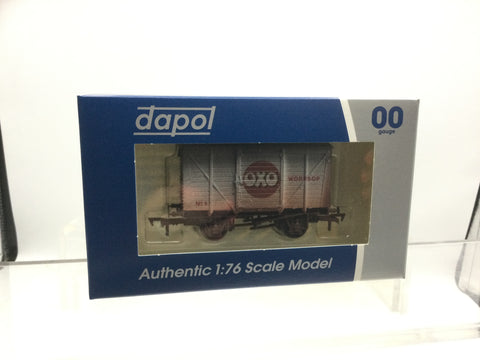 dapol
00
gauge
OXO
WORKSOP
Authentic 1:76 Scale Model